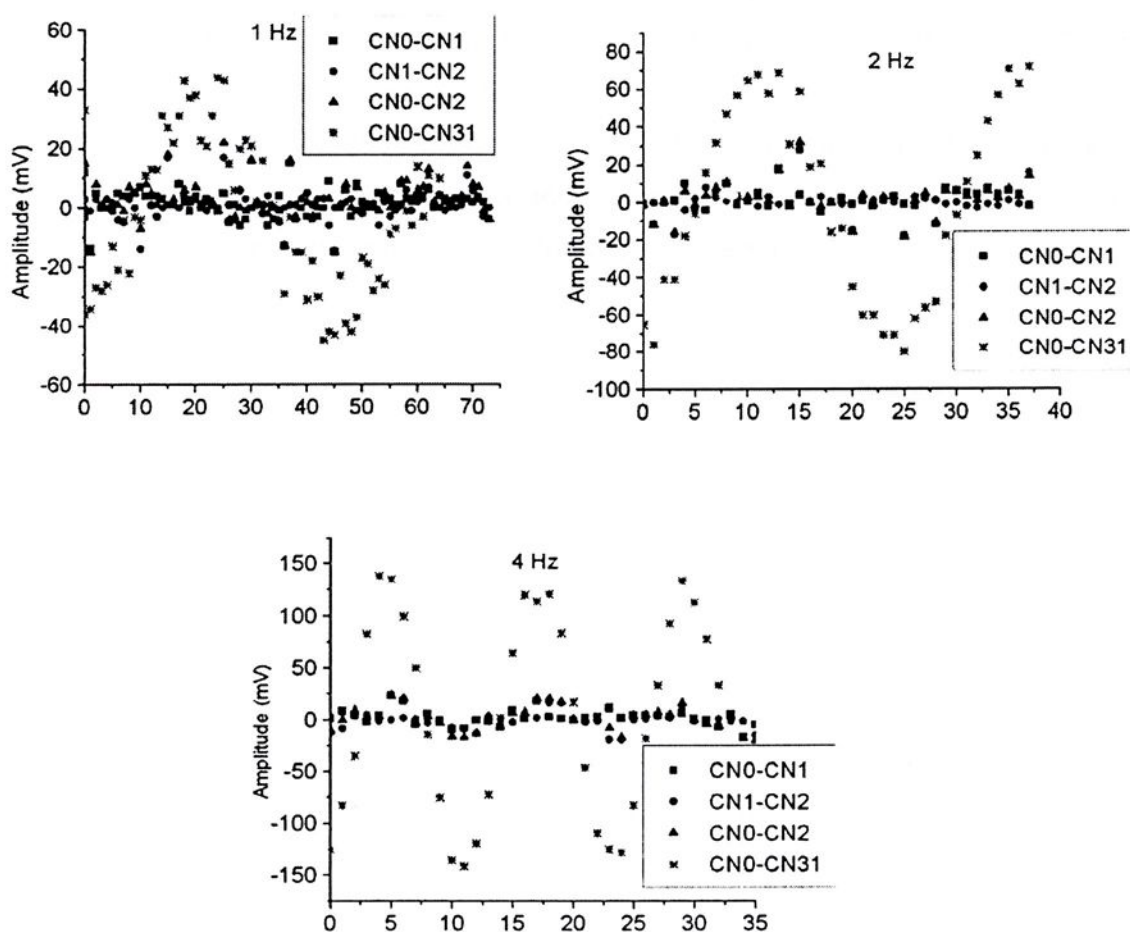 1 Hz
CN0-CN1
CN1-CN2
CN0-CN2
CN0-CN31
Amplitude (mV)
60
40
20
0
-20
-40
-60
0 10 20 30 40 50 60 70
2 Hz
CN0-CN1
CN1-CN2
CN0-CN2
CN0-CN31
Amplitude (mV)
80
60
40
20
0
-20
-40
-60
-80
-100
0 5 10 15 20 25 30 35 40
4 Hz
CN0-CN1
CN1-CN2
CN0-CN2
CN0-CN31
Amplitude (mV)
150
100
50
0
-50
-100
-150
0 5 10 15 20 25 30 35